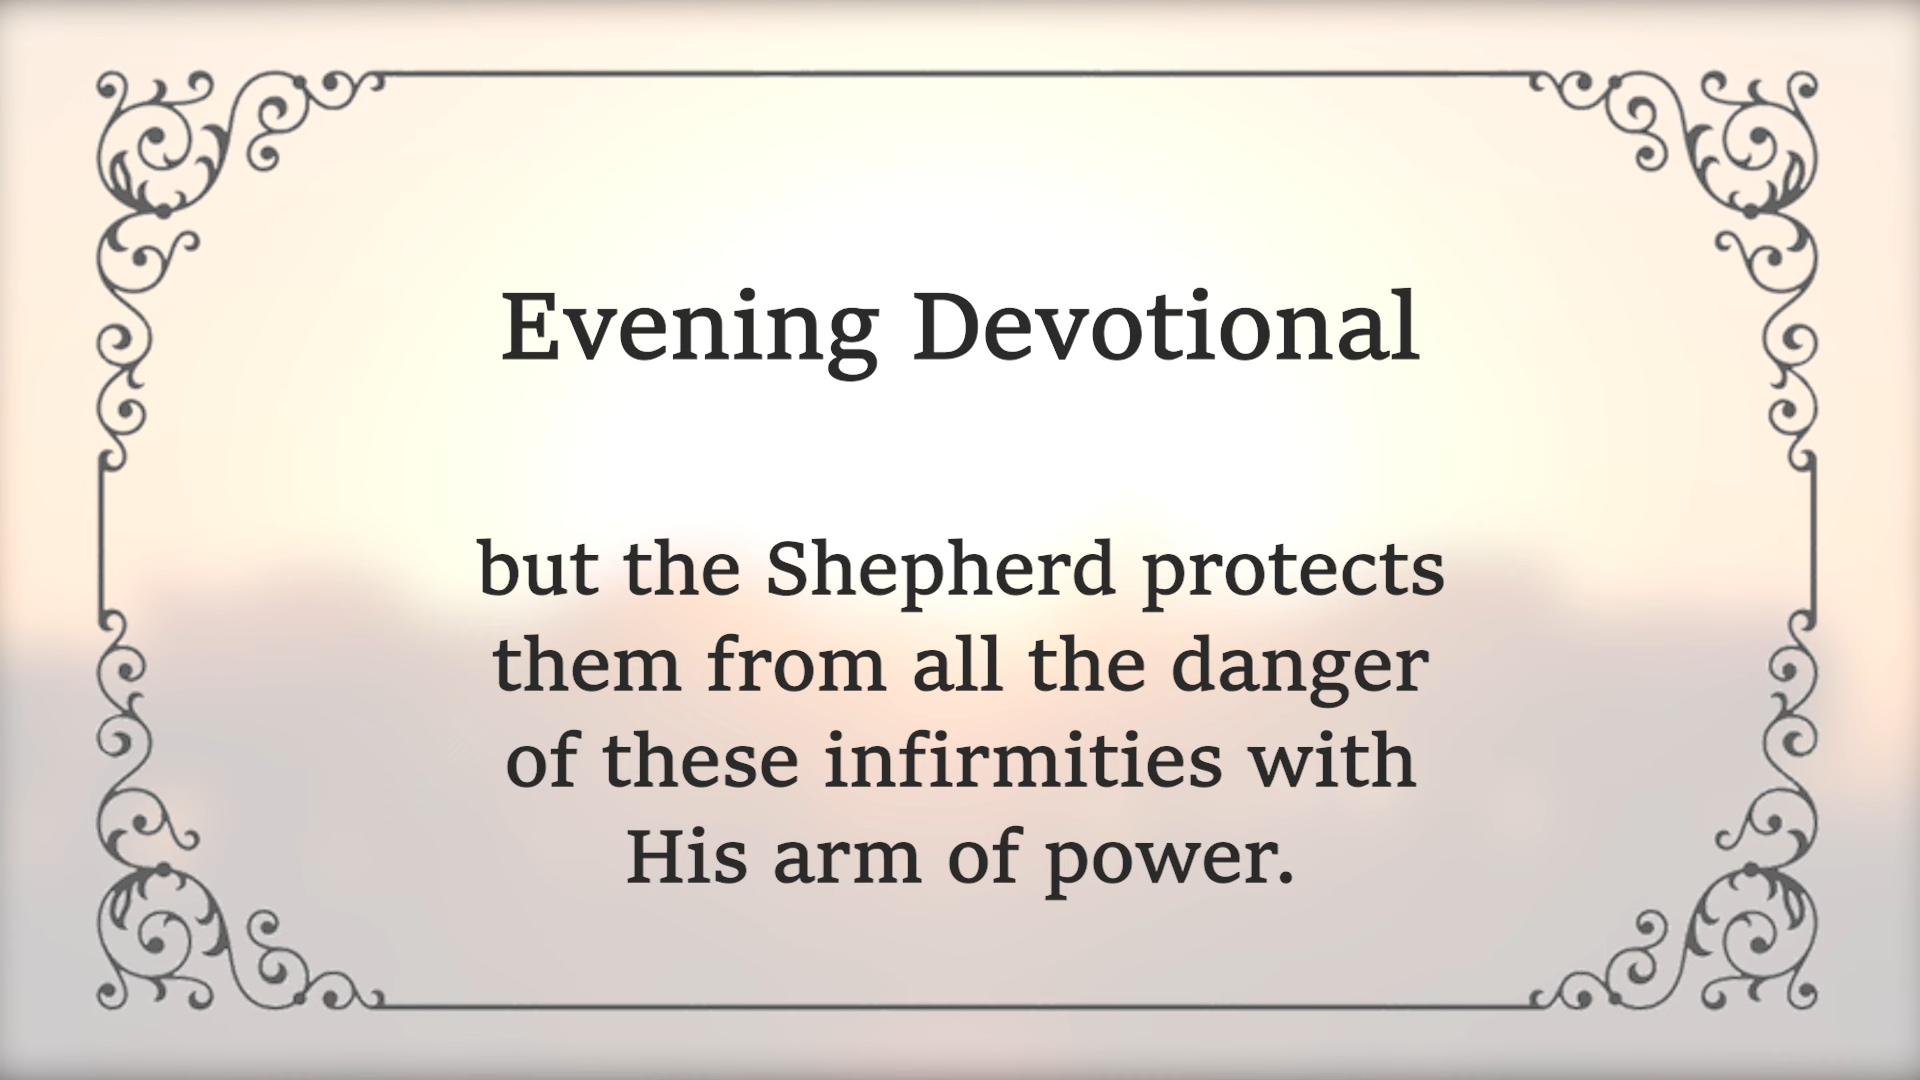 Evening Devotional
but the Shepherd protects
them from all the danger
of these infirmities with
His arm of power.